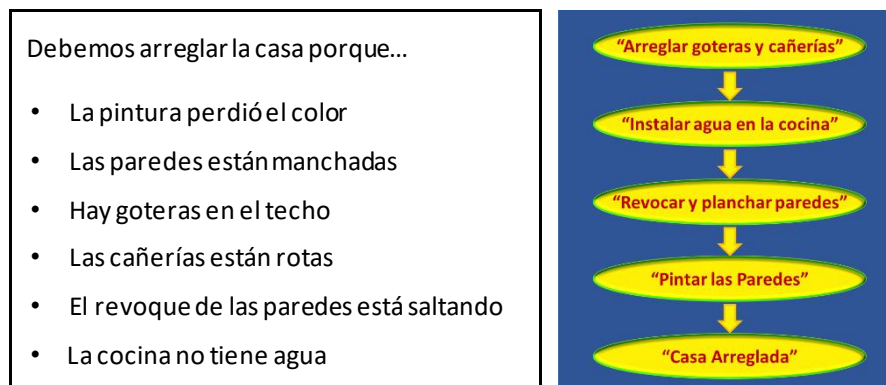 Debemos arreglar la casa porque...
• La pintura perdió el color
• Las paredes están manchadas
• Hay goteras en el techo
• Las cañerías están rotas
• El revoque de las paredes está saltando
• La cocina no tiene agua
“Arreglar goteras y cañerías”
“Instalar agua en la cocina”
“Revocar y planchar paredes”
“Pintar las Paredes”
“Casa Arreglada”